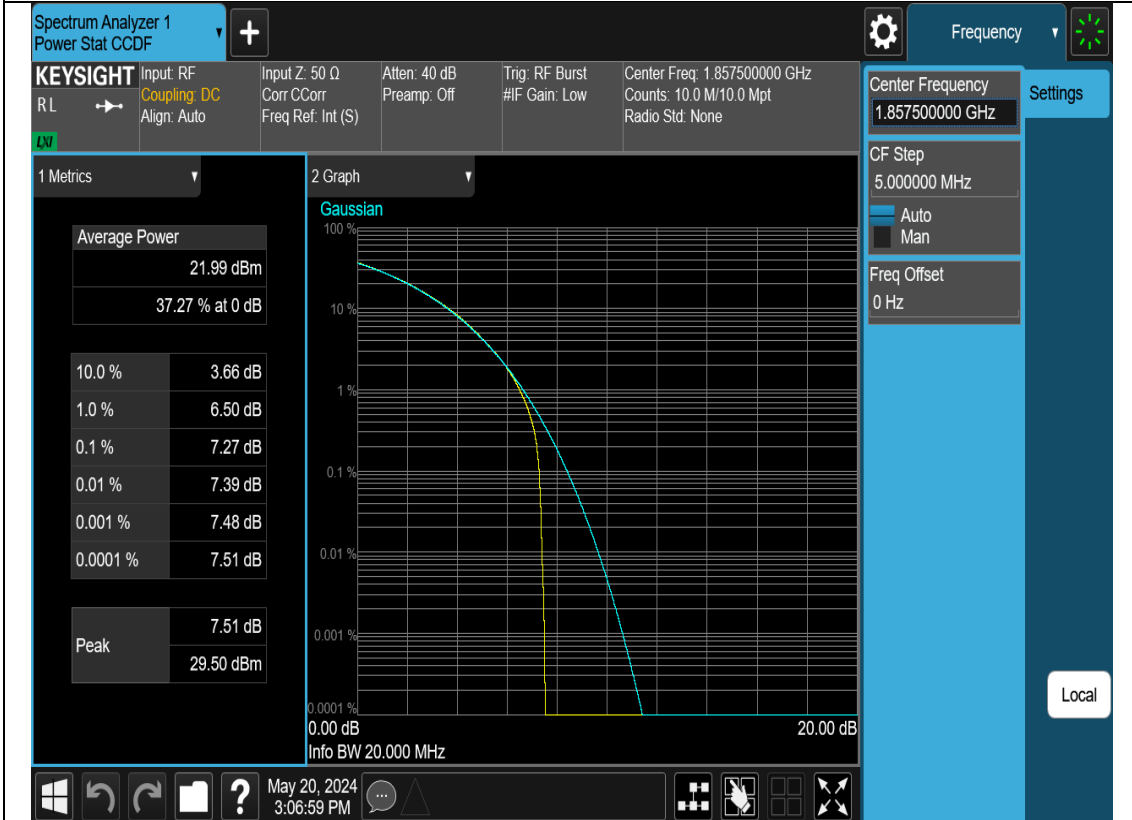 Spectrum Analyzer 1
Power Stat CCDF
▼
+
Frequency
▼
KEYSIGHT
RL
LXI
Input: RF
Coupling: DC
Align: Auto
Input Z: 50 Ω
Corr CCorr
Freq Ref: Int (S)
Atten: 40 dB
Preamp: Off
Trig: RF Burst
#IF Gain: Low
Center Freq: 1.857500000 GHz
Counts: 10.0 M/10.0 Mpt
Radio Std: None
Center Frequency
1.857500000 GHz
Settings
CF Step
5.000000 MHz
Auto
Man
Freq Offset
0 Hz
Local
1 Metrics ▼
Average Power
21.99 dBm
37.27 % at 0 dB
10.0 % 3.66 dB
1.0 % 6.50 dB
0.1 % 7.27 dB
0.01 % 7.39 dB
0.001 % 7.48 dB
0.0001 % 7.51 dB
Peak
7.51 dB
29.50 dBm
2 Graph ▼
Gaussian
100 %
10 %
1 %
0.1 %
0.01 %
0.001 %
0.0001 %
0.00 dB 20.00 dB
Info BW 20.000 MHz
?
May 20, 2024
3:06:59 PM
...